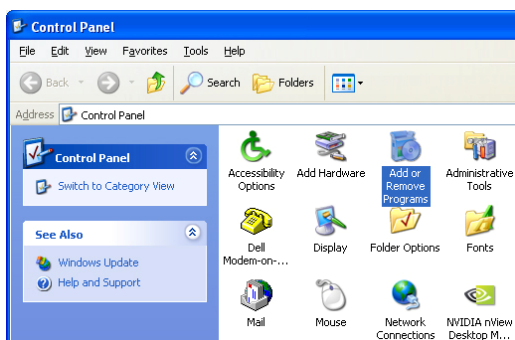 Control Panel
File Edit View Favorites Tools Help
Back Search Folders
Address Control Panel
Control Panel
Switch to Category View
See Also
Windows Update
Help and Support
Accessibility Options
Add Hardware
Add or Remove Programs
Administrative Tools
Dell Modem-on-...
Display
Folder Options
Fonts
Mail
Mouse
Network Connections
NVIDIA nView Desktop M...